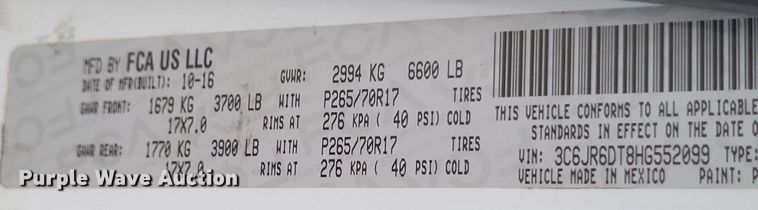 MFD BY FCA US LLC
DATE OF MFR(BUILT): 10-16 GVWR: 2994 KG 6600 LB
GAWR FRONT: 1679 KG 3700 LB WITH P265/70R17 TIRES
17X7.0 RIMS AT 276 KPA ( 40 PSI) COLD
GAWR REAR: 1770 KG 3900 LB WITH P265/70R17 TIRES
17X7.0 RIMS AT 276 KPA ( 40 PSI) COLD
THIS VEHICLE CONFORMS TO ALL APPLICABLE
STANDARDS IN EFFECT ON THE DATE O
VIN: 3C6JR6DT8HG552099 TYPE:
VEHICLE MADE IN MEXICO PAINT: P
Purple Wave Auction